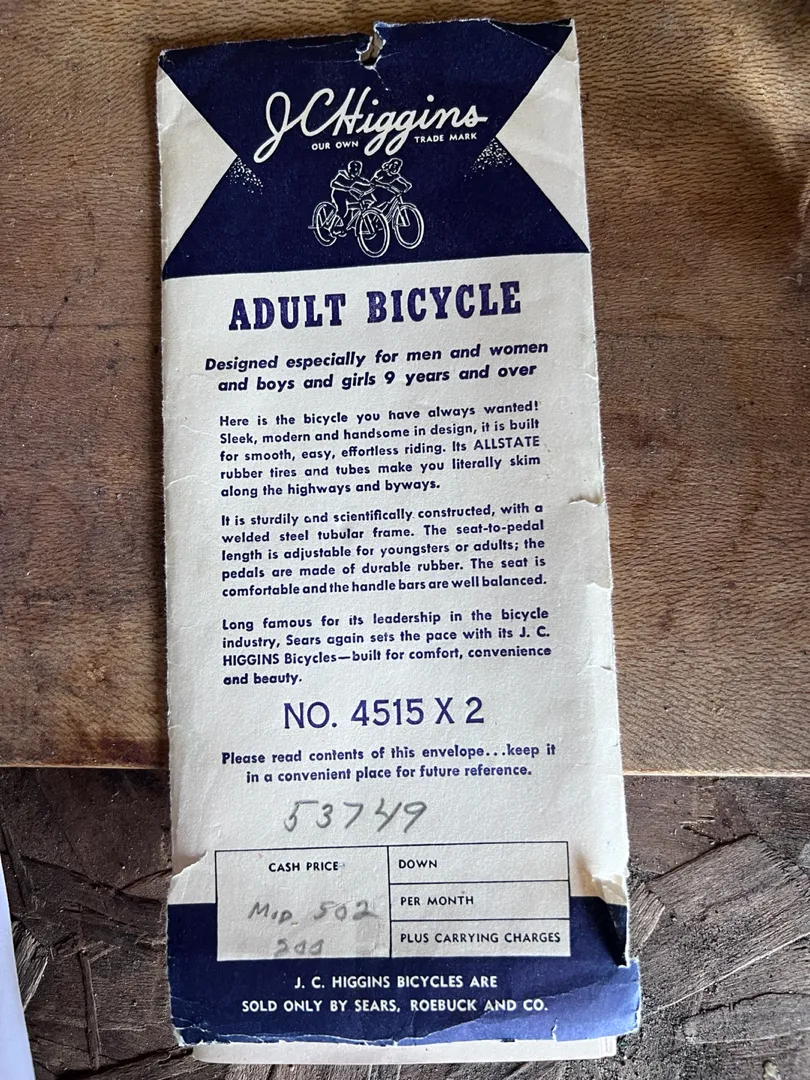 JCHiggins
OUR OWN TRADE MARK
ADULT BICYCLE
Designed especially for men and women
and boys and girls 9 years and over
Here is the bicycle you have always wanted!
Sleek, modern and handsome in design, it is built
for smooth, easy, effortless riding. Its ALLSTATE
rubber tires and tubes make you literally skim
along the highways and byways.
It is sturdily and scientifically constructed, with a
welded steel tubular frame. The seat-to-pedal
length is adjustable for youngsters or adults; the
pedals are made of durable rubber. The seat is
comfortable and the handle bars are well balanced.
Long famous for its leadership in the bicycle
industry, Sears again sets the pace with its J. C.
HIGGINS Bicycles—built for comfort, convenience
and beauty.
NO. 4515 X 2
Please read contents of this envelope...keep it
in a convenient place for future reference.
53749
CASH PRICE
DOWN
PER MONTH
PLUS CARRYING CHARGES
502
J. C. HIGGINS BICYCLES ARE
SOLD ONLY BY SEARS, ROEBUCK AND CO.